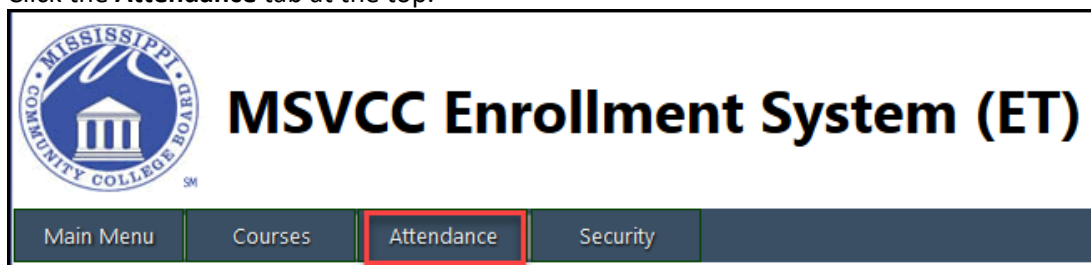 Click the Attendance tab at the top.
MISSISSIPPI
COMMUNITY COLLEGE BOARD
SM
MSVCC Enrollment System (ET)
Main Menu Courses Attendance Security